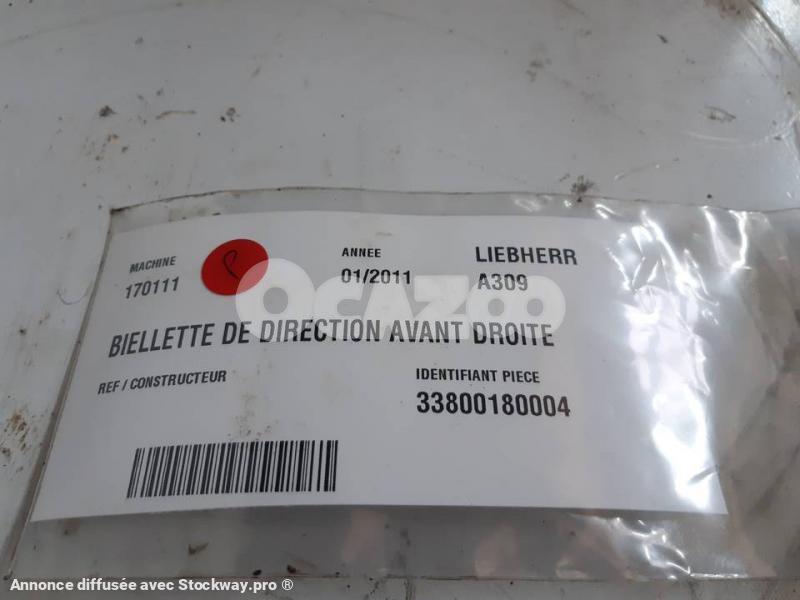 MACHINE
170111
ANNEE
01/2011
LIEBHERR
A309
OCAZOO
BIELLETTE DE DIRECTION AVANT DROITE
REF / CONSTRUCTEUR
IDENTIFIANT PIECE
33800180004
Annonce diffusée avec Stockway.pro ®